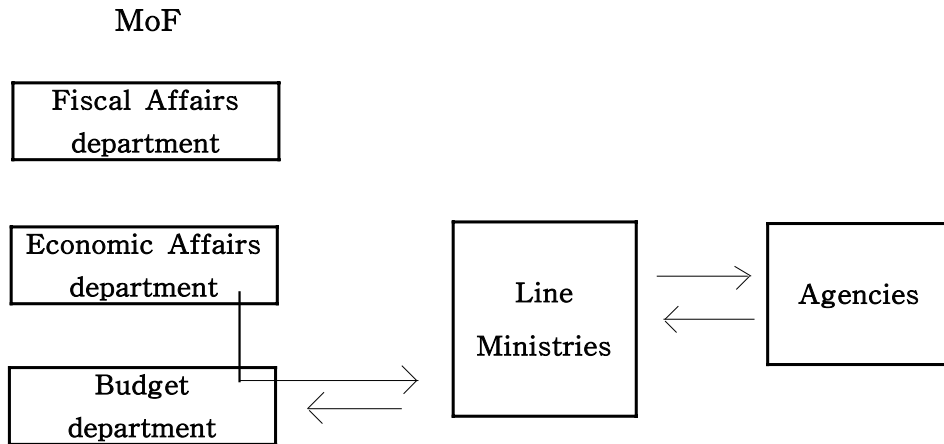 MoF
Fiscal Affairs
department
Economic Affairs
department
Budget
department
Line
Ministries
Agencies